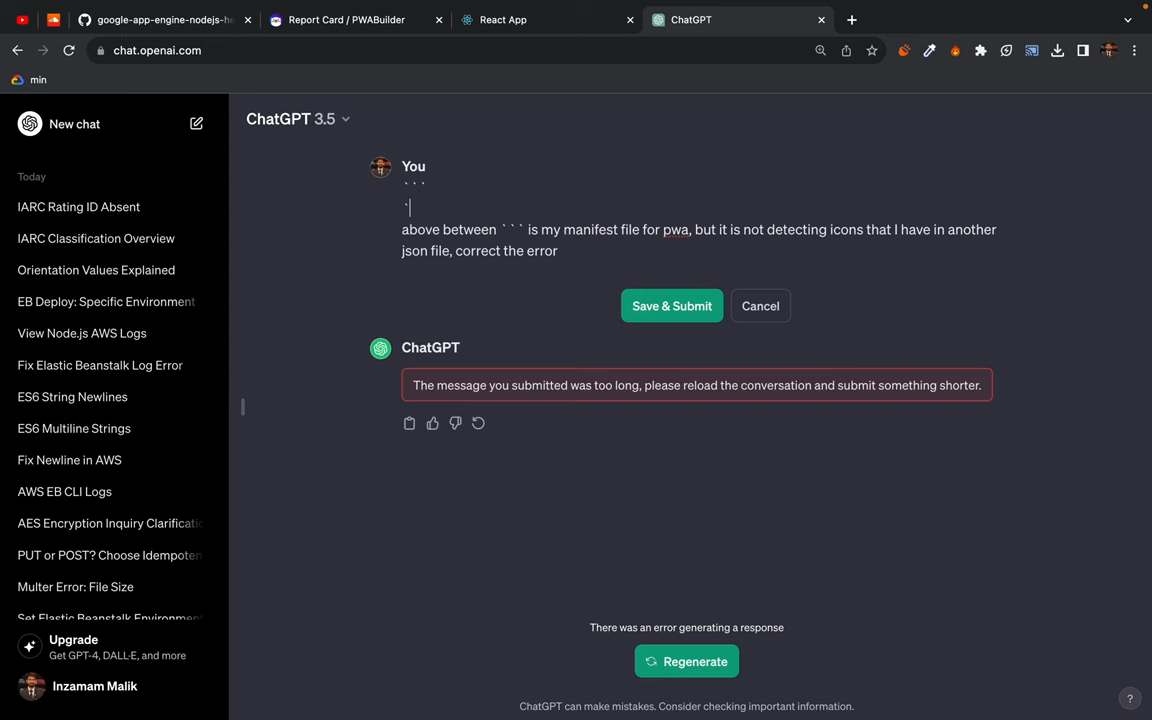 google-app-engine-nodejs-he
Report Card / PWABuilder
React App
ChatGPT
chat.openai.com
min
New chat
Today
IARC Rating ID Absent
IARC Classification Overview
Orientation Values Explained
EB Deploy: Specific Environment
View Node.js AWS Logs
Fix Elastic Beanstalk Log Error
ES6 String Newlines
ES6 Multiline Strings
Fix Newline in AWS
AWS EB CLI Logs
AES Encryption Inquiry Clarificatio
PUT or POST? Choose Idempoten
Multer Error: File Size
Set Elastic Beanstalk Environmen
Upgrade
Get GPT-4, DALL·E, and more
Inzamam Malik
ChatGPT 3.5
You
```
`
above between ``` is my manifest file for pwa, but it is not detecting icons that I have in another
json file, correct the error
Save & Submit
Cancel
ChatGPT
The message you submitted was too long, please reload the conversation and submit something shorter.
There was an error generating a response
Regenerate
ChatGPT can make mistakes. Consider checking important information.
?